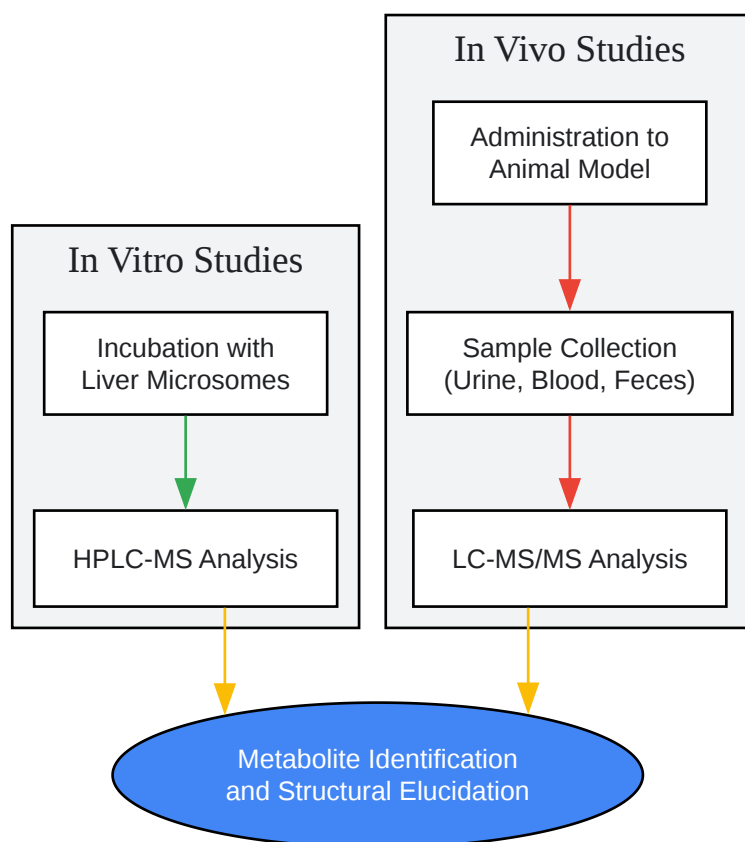 In Vitro Studies
Incubation with
Liver Microsomes
HPLC-MS Analysis
In Vivo Studies
Administration to
Animal Model
Sample Collection
(Urine, Blood, Feces)
LC-MS/MS Analysis
Metabolite Identification
and Structural Elucidation